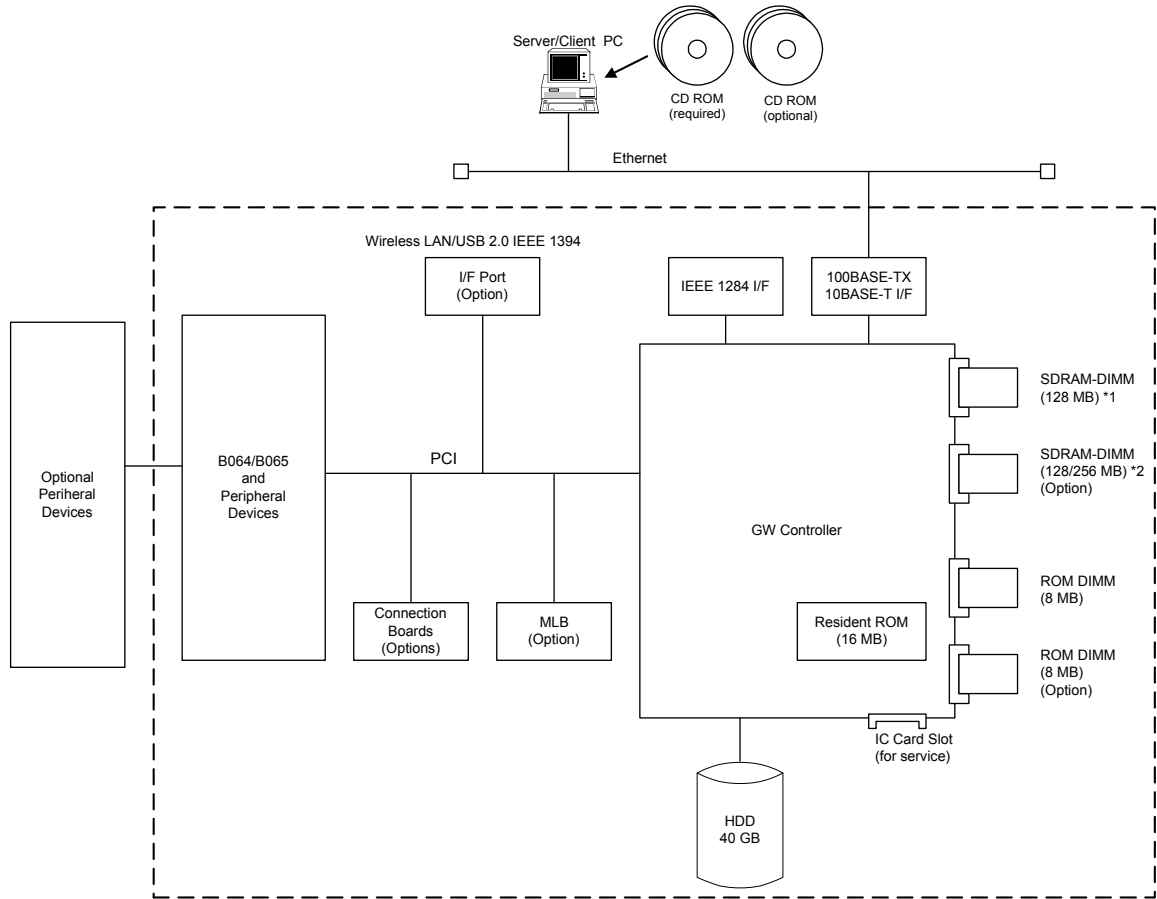 Server/Client PC
CD ROM
(required)
CD ROM
(optional)
Ethernet
Wireless LAN/USB 2.0 IEEE 1394
I/F Port
(Option)
IEEE 1284 I/F
100BASE-TX
10BASE-T I/F
SDRAM-DIMM
(128 MB) *1
SDRAM-DIMM
(128/256 MB) *2
(Option)
PCI
Optional
Periheral
Devices
B064/B065
and
Peripheral
Devices
GW Controller
ROM DIMM
(8 MB)
Connection
Boards
(Options)
MLB
(Option)
Resident ROM
(16 MB)
ROM DIMM
(8 MB)
(Option)
IC Card Slot
(for service)
HDD
40 GB